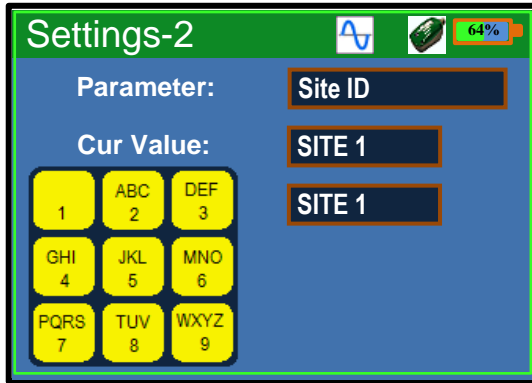 Settings-2
64%
Parameter: Site ID
Cur Value: SITE 1
SITE 1
1 ABC 2 DEF 3
GHI 4 JKL 5 MNO 6
PQRS 7 TUV 8 WXYZ 9